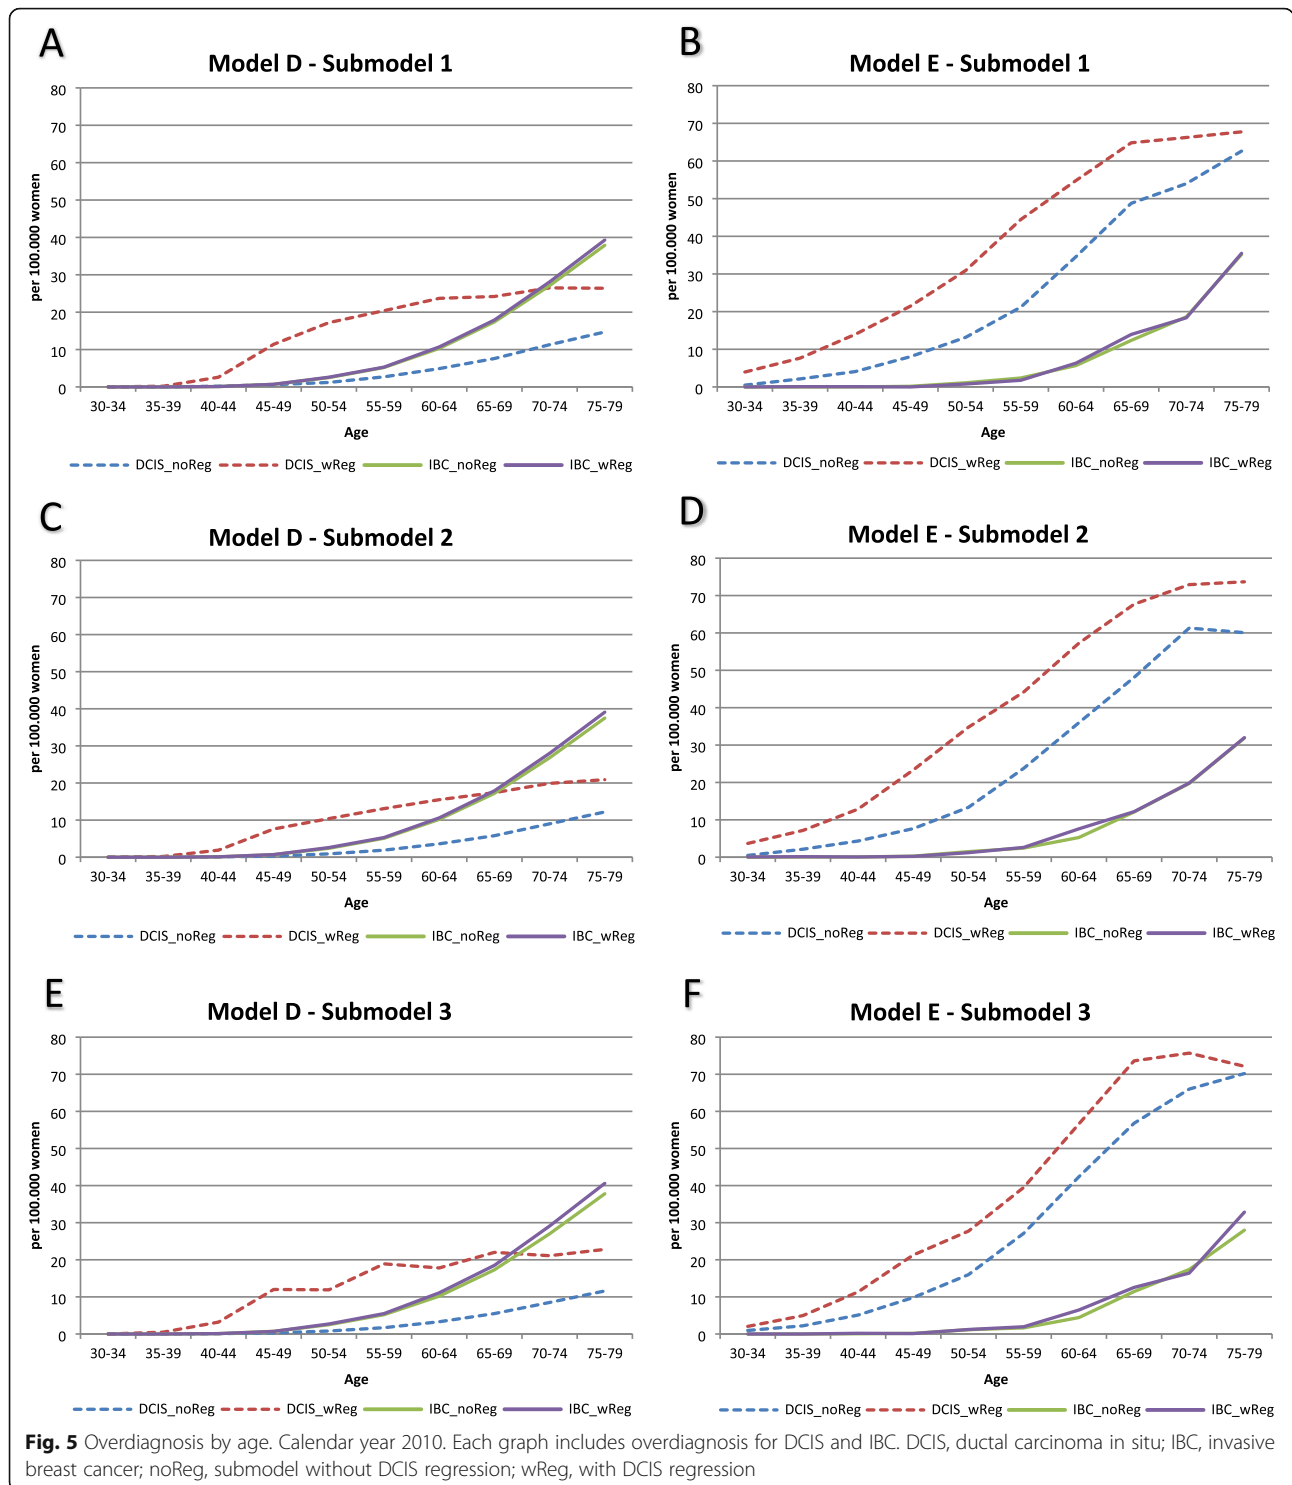 A
Model D - Submodel 1
80
70
60
50
40
30
20
10
0
per 100.000 women
30-34 35-39 40-44 45-49 50-54 55-59 60-64 65-69 70-74 75-79
Age
DCIS_noReg DCIS_wReg IBC_noReg IBC_wReg
B
Model E - Submodel 1
80
70
60
50
40
30
20
10
0
per 100.000 women
30-34 35-39 40-44 45-49 50-54 55-59 60-64 65-69 70-74 75-79
Age
DCIS_noReg DCIS_wReg IBC_noReg IBC_wReg
C
Model D - Submodel 2
80
70
60
50
40
30
20
10
0
per 100.000 women
30-34 35-39 40-44 45-49 50-54 55-59 60-64 65-69 70-74 75-79
Age
DCIS_noReg DCIS_wReg IBC_noReg IBC_wReg
D
Model E - Submodel 2
80
70
60
50
40
30
20
10
0
per 100.000 women
30-34 35-39 40-44 45-49 50-54 55-59 60-64 65-69 70-74 75-79
Age
DCIS_noReg DCIS_wReg IBC_noReg IBC_wReg
E
Model D - Submodel 3
80
70
60
50
40
30
20
10
0
per 100.000 women
30-34 35-39 40-44 45-49 50-54 55-59 60-64 65-69 70-74 75-79
Age
DCIS_noReg DCIS_wReg IBC_noReg IBC_wReg
F
Model E - Submodel 3
80
70
60
50
40
30
20
10
0
per 100.000 women
30-34 35-39 40-44 45-49 50-54 55-59 60-64 65-69 70-74 75-79
Age
DCIS_noReg DCIS_wReg IBC_noReg IBC_wReg
Fig. 5 Overdiagnosis by age. Calendar year 2010. Each graph includes overdiagnosis for DCIS and IBC. DCIS, ductal carcinoma in situ; IBC, invasive
breast cancer; noReg, submodel without DCIS regression; wReg, with DCIS regression